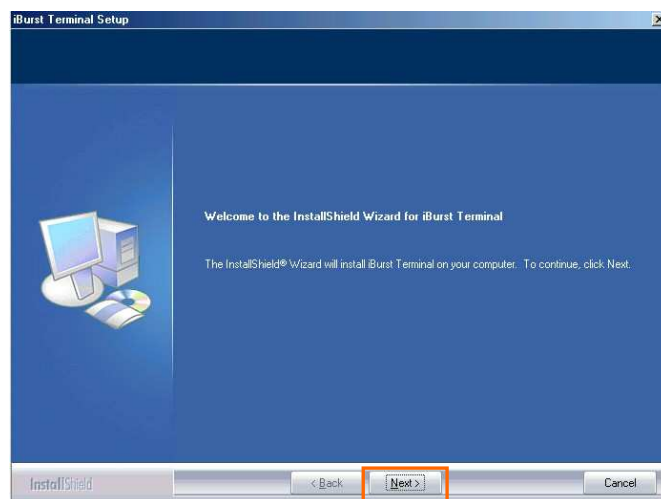 iBurst Terminal Setup
Welcome to the InstallShield Wizard for iBurst Terminal
The InstallShield® Wizard will install iBurst Terminal on your computer. To continue, click Next.
InstallShield
< Back
Next >
Cancel